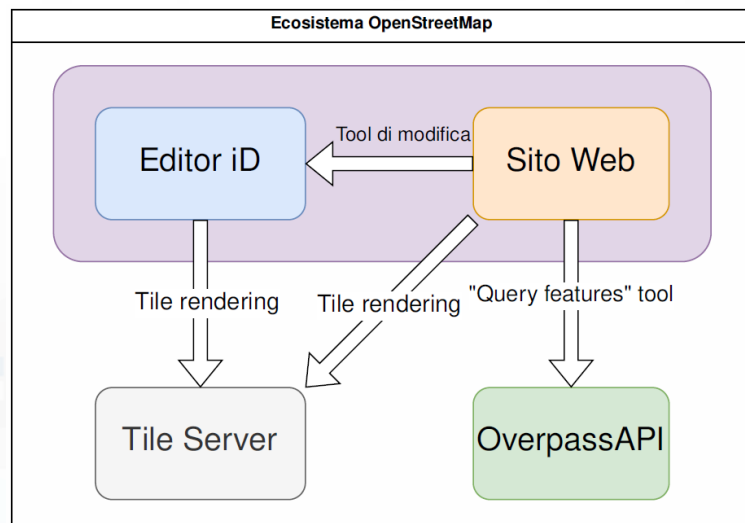 Ecosistema OpenStreetMap
Editor iD
Tool di modifica
Sito Web
Tile rendering
Tile rendering
"Query features" tool
Tile Server
OverpassAPI